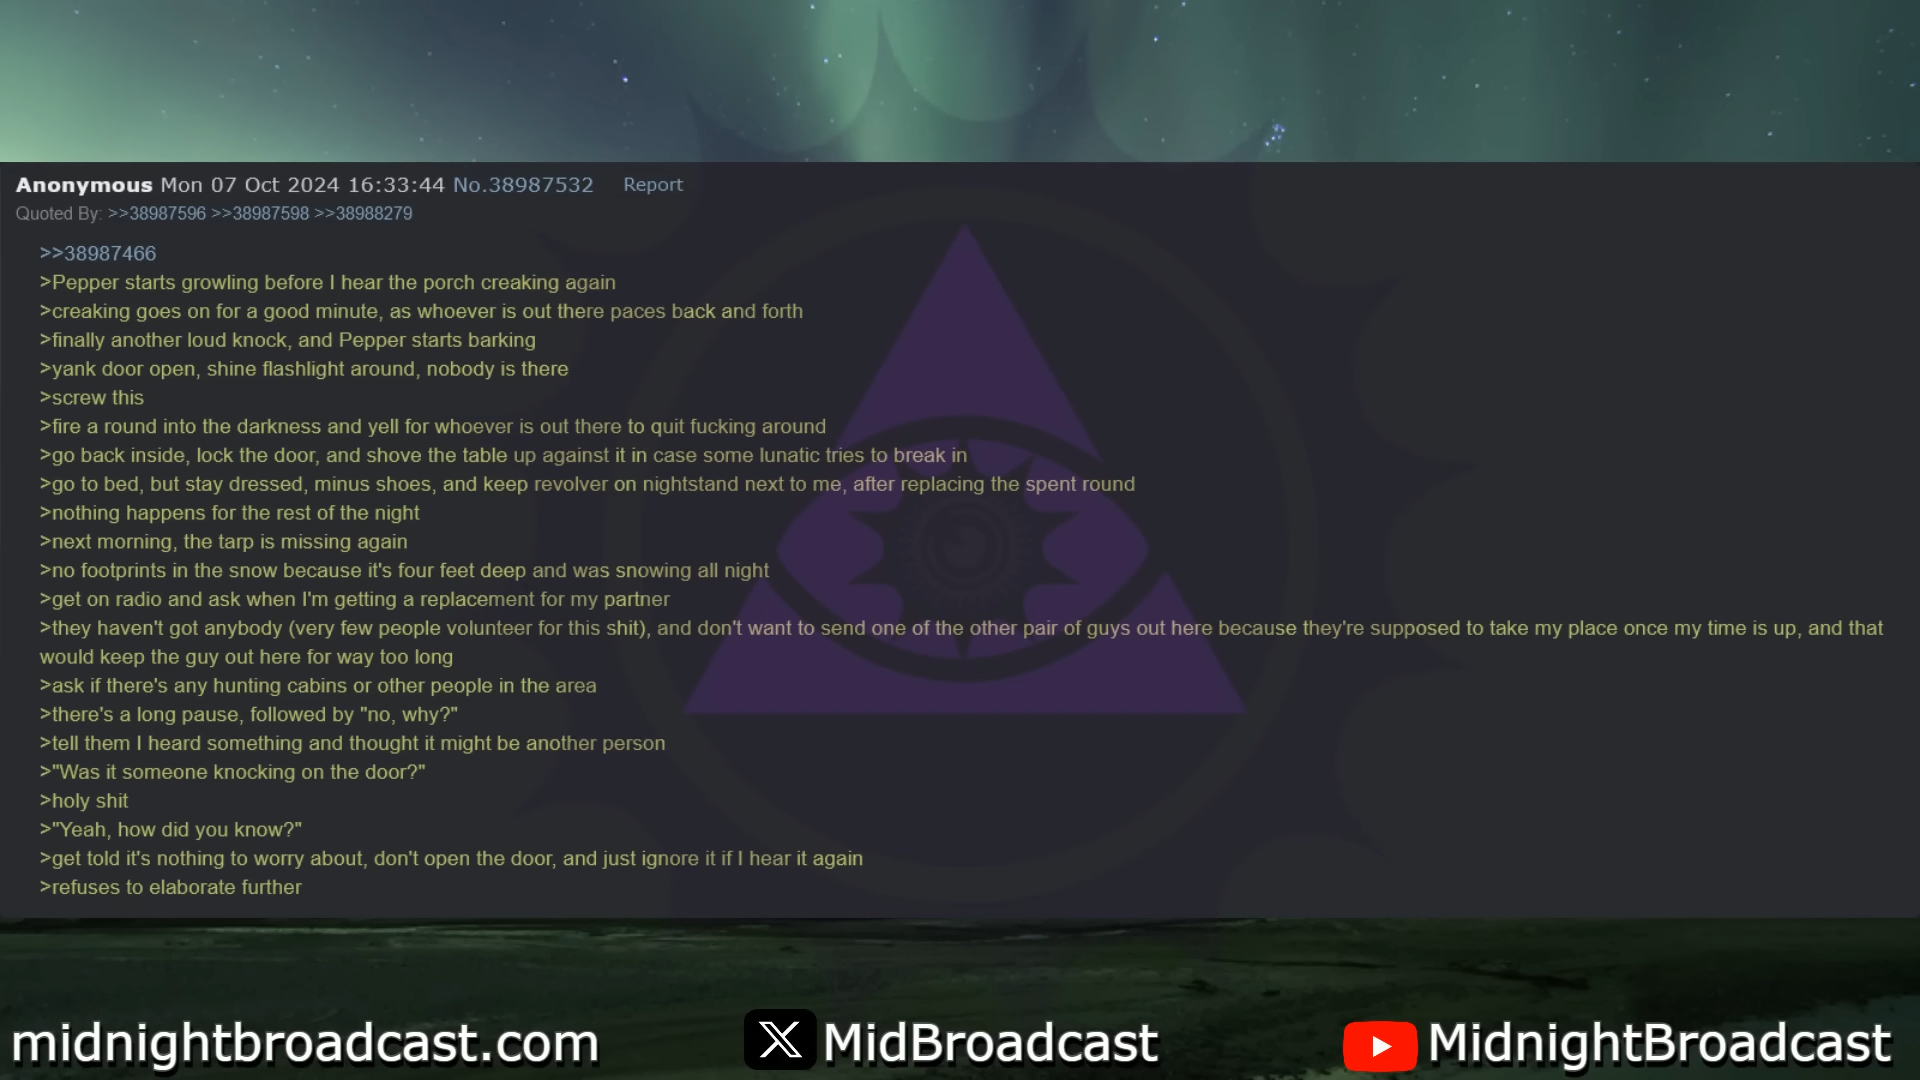 Anonymous Mon 07 Oct 2024 16:33:44 No.38987532 Report
Quoted By: >>38987596 >>38987598 >>38988279
>>38987466
>Pepper starts growling before I hear the porch creaking again
>creaking goes on for a good minute, as whoever is out there paces back and forth
>finally another loud knock, and Pepper starts barking
>yank door open, shine flashlight around, nobody is there
>screw this
>fire a round into the darkness and yell for whoever is out there to quit fucking around
>go back inside, lock the door, and shove the table up against it in case some lunatic tries to break in
>go to bed, but stay dressed, minus shoes, and keep revolver on nightstand next to me, after replacing the spent round
>nothing happens for the rest of the night
>next morning, the tarp is missing again
>no footprints in the snow because it's four feet deep and was snowing all night
>get on radio and ask when I'm getting a replacement for my partner
>they haven't got anybody (very few people volunteer for this shit), and don't want to send one of the other pair of guys out here because they're supposed to take my place once my time is up, and that
would keep the guy out here for way too long
>ask if there's any hunting cabins or other people in the area
>there's a long pause, followed by "no, why?"
>tell them I heard something and thought it might be another person
>"Was it someone knocking on the door?"
>holy shit
>"Yeah, how did you know?"
>get told it's nothing to worry about, don't open the door, and just ignore it if I hear it again
>refuses to elaborate further
midnightbroadcast.com
MidBroadcast
MidnightBroadcast